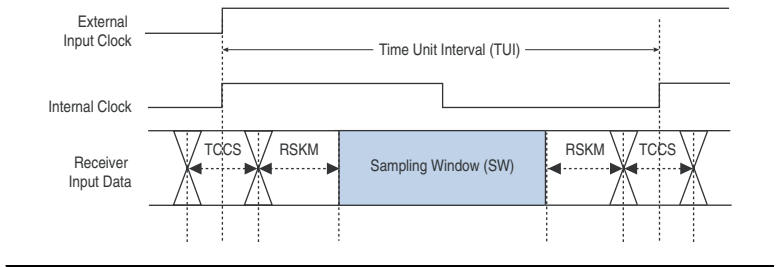 External
Input Clock
Time Unit Interval (TUI)
Internal Clock
TCCS
RSKM
Sampling Window (SW)
RSKM
TCCS
Receiver
Input Data